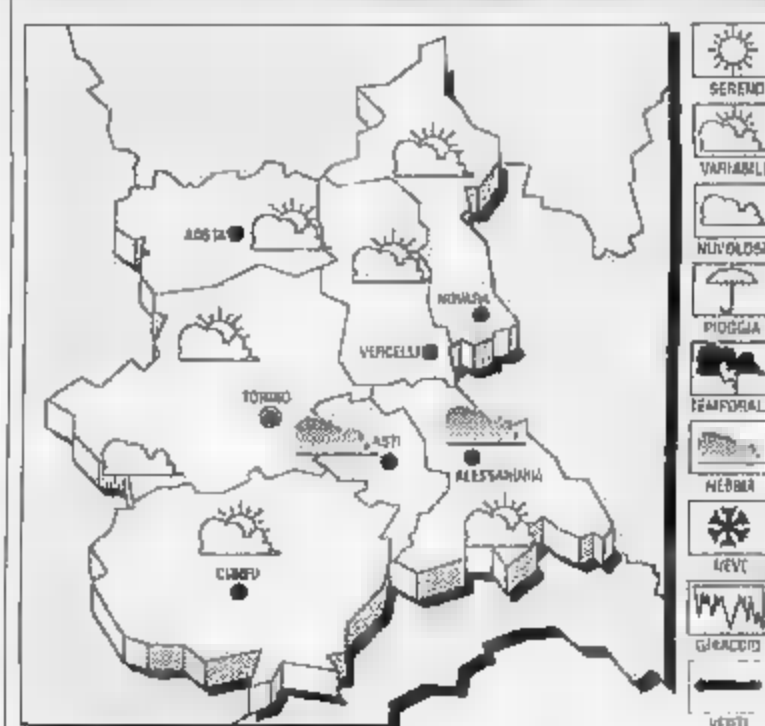 SERENO
VARIABILE
NUVOLOSO
PIOGGIA
TEMPORALE
NEBBIA
NEVE
GHIACCIO
VENTI
AOSTA
NOVARA
VERCELLI
TORINO
ASTI
ALESSANDRIA
CUNEO